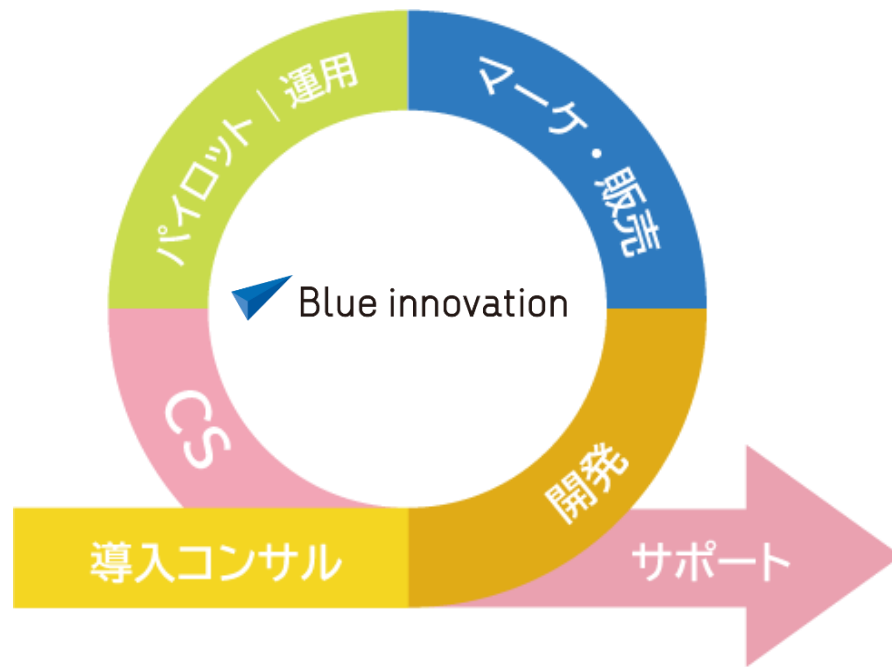 パイロット｜運用
マーケ・販売
Blue innovation
CS
開発
導入コンサル
サポート